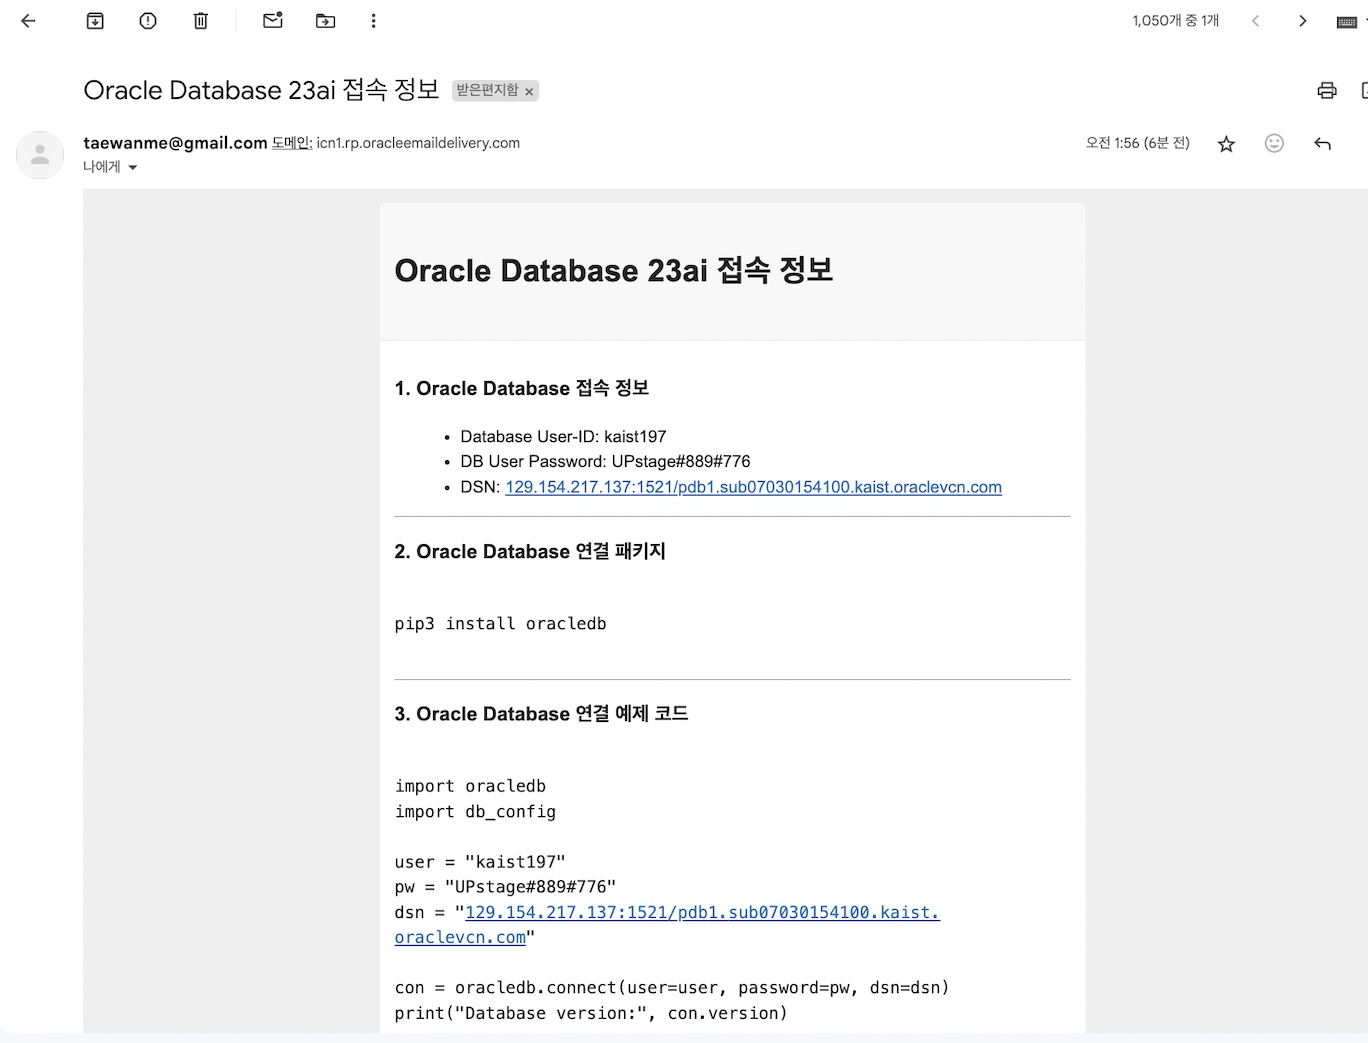 1,050개 중 1개
Oracle Database 23ai 접속 정보 받은편지함 ×
taewanme@gmail.com 도메인: icn1.rp.oracleemaildelivery.com
오전 1:56 (6분 전)
나에게
Oracle Database 23ai 접속 정보
1. Oracle Database 접속 정보
• Database User-ID: kaist197
• DB User Password: UPstage#889#776
• DSN: 129.154.217.137:1521/pdb1.sub07030154100.kaist.oraclevcn.com
2. Oracle Database 연결 패키지
pip3 install oracledb
3. Oracle Database 연결 예제 코드
import oracledb
import db_config
user = "kaist197"
pw = "UPstage#889#776"
dsn = "129.154.217.137:1521/pdb1.sub07030154100.kaist.
oraclevcn.com"
con = oracledb.connect(user=user, password=pw, dsn=dsn)
print("Database version:", con.version)